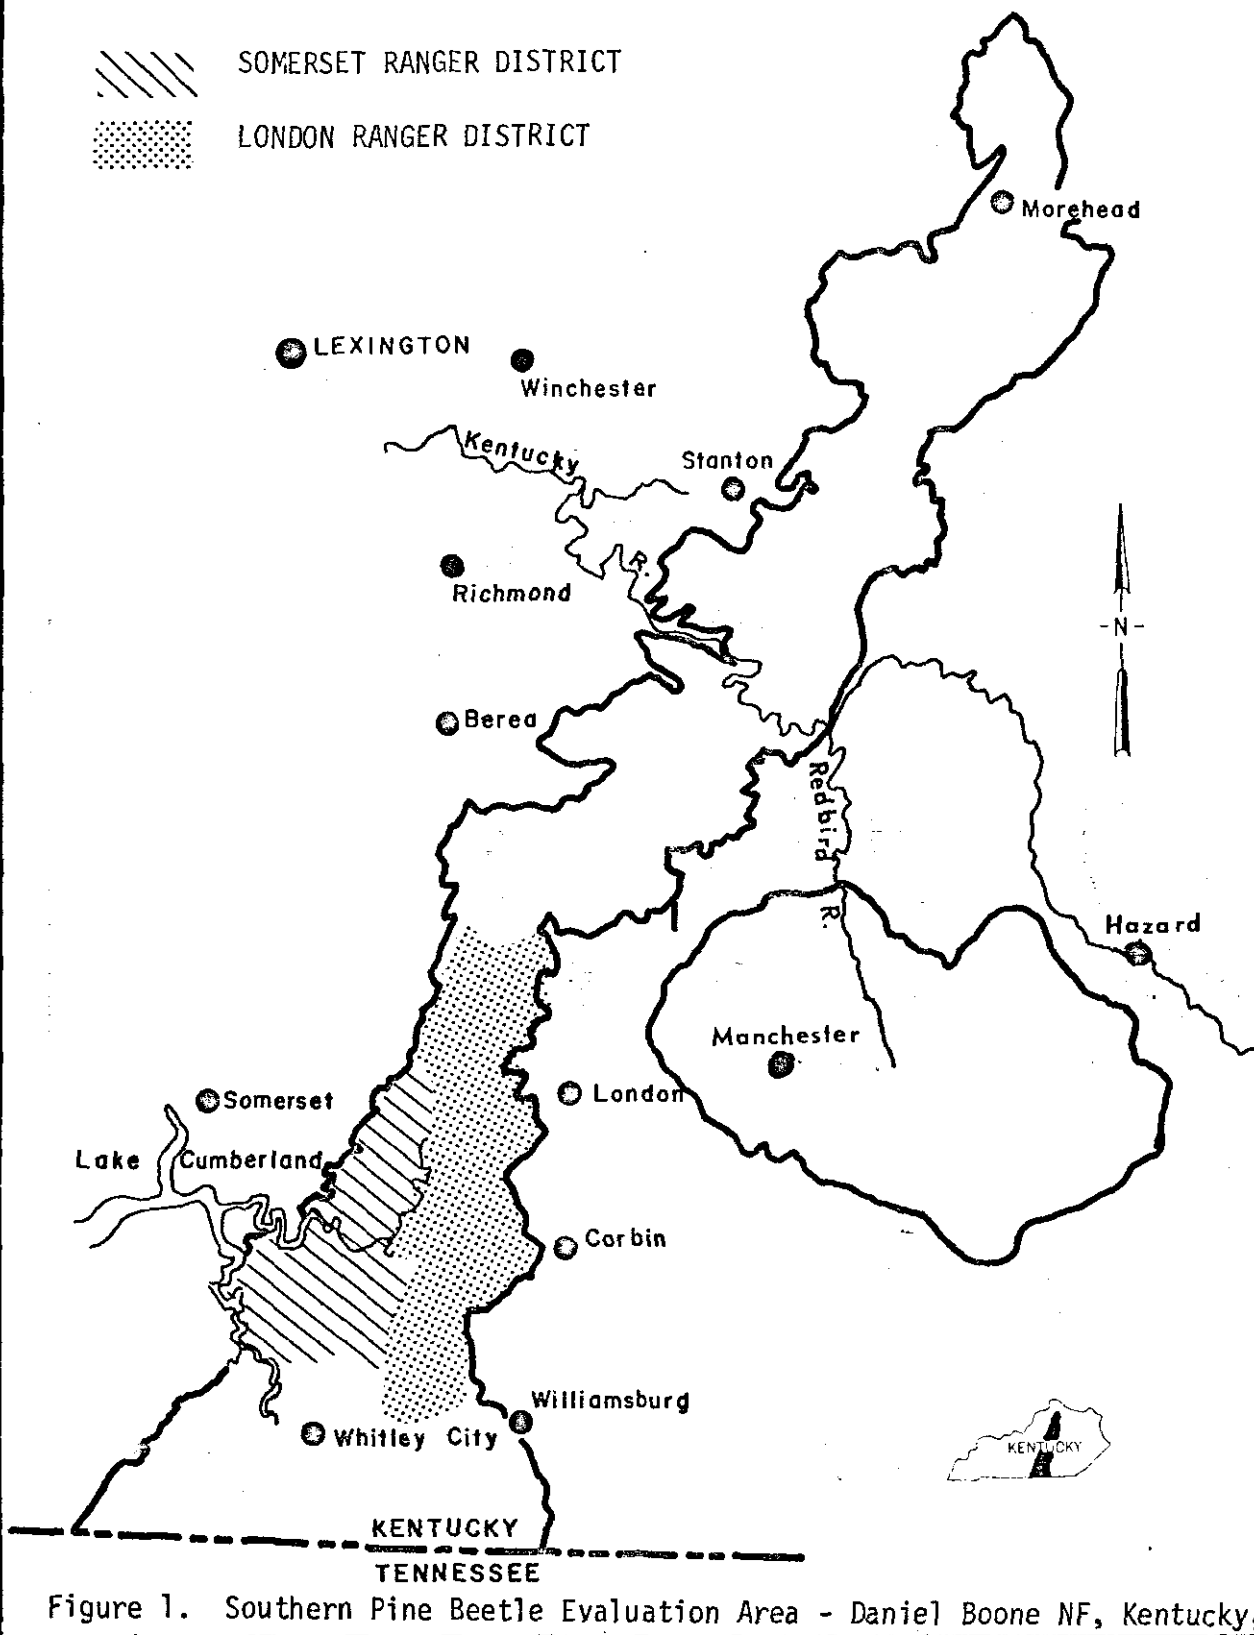 SOMERSET RANGER DISTRICT
LONDON RANGER DISTRICT
Morehead
LEXINGTON
Winchester
Kentucky
Stanton
R.
Richmond
-N-
Berea
Redbird
R.
Hazard
Manchester
Somerset
London
Lake Cumberland
Corbin
Williamsburg
Whitley City
KENTUCKY
KENTUCKY
TENNESSEE
Figure 1. Southern Pine Beetle Evaluation Area - Daniel Boone NF, Kentucky.